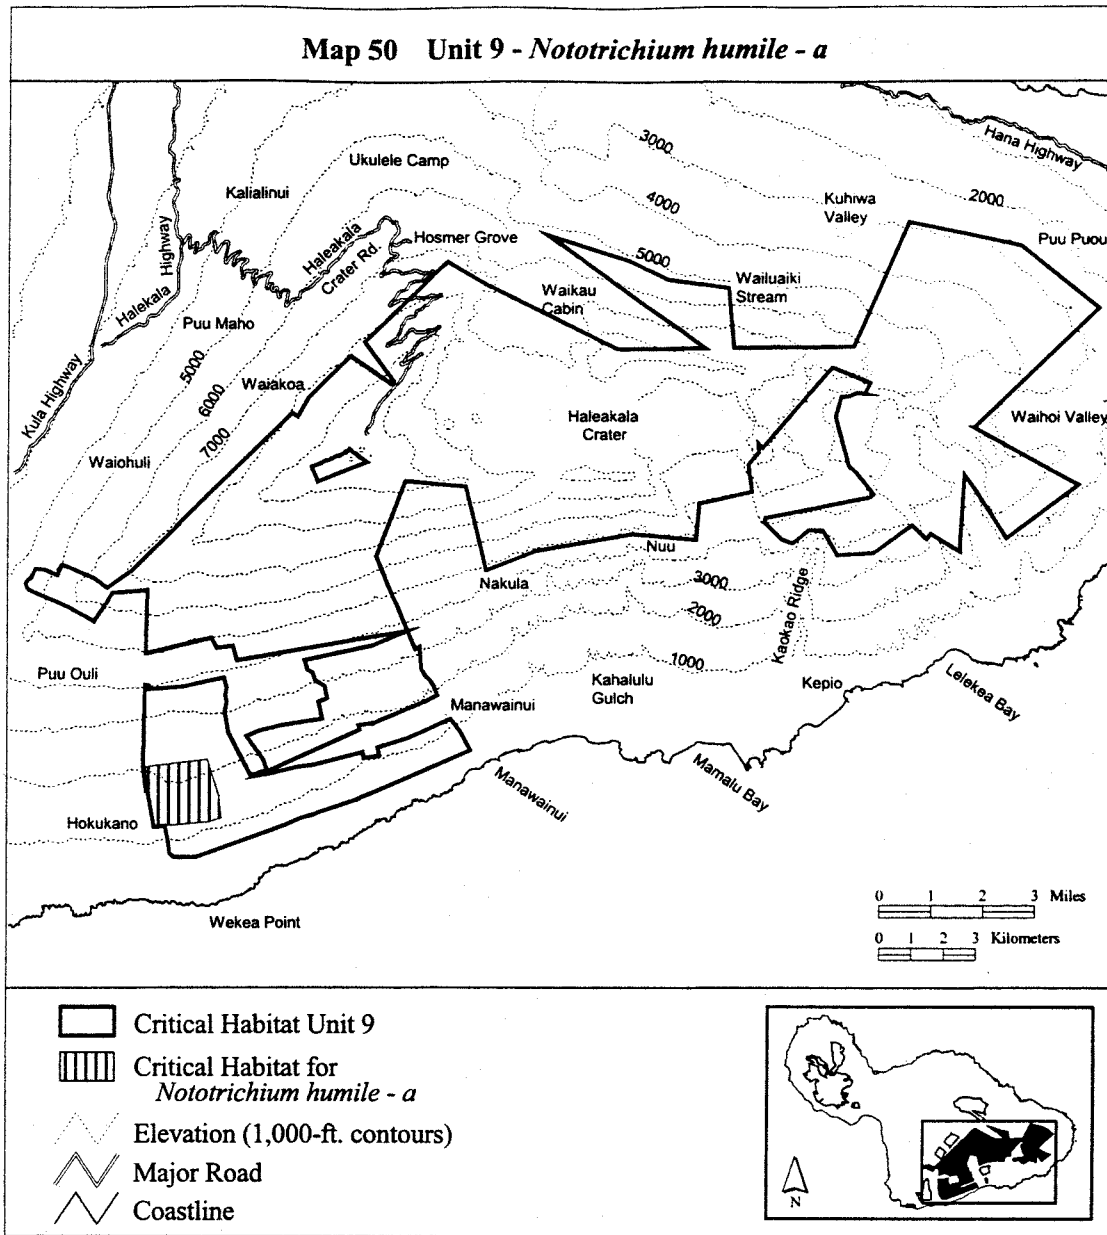 Map 50 Unit 9 - Nototrichium humile - a
Hana Highway
3000
Ukulele Camp
Kalialinui
2000
4000
Kuhiwa
Valley
Haleakala
Highway
Haleakala
Crater Rd.
Hosmer Grove
Puu Puou
5000
Wailuaiki
Stream
Waikau
Cabin
Halekala
Puu Maho
5000
Kula Highway
6000
Waiakoa
7000
Haleakala
Crater
Waihoi Valley
Waiohuli
Nuu
Nakula
3000
2000
Kaokao Ridge
1000
Puu Ouli
Kahalulu
Gulch
Kepio
Lelekea Bay
Manawainui
Manawainui
Mamalu Bay
Hokukano
Wekea Point
0 1 2 3 Miles
0 1 2 3 Kilometers
Critical Habitat Unit 9
Critical Habitat for
Nototrichium humile - a
Elevation (1,000-ft. contours)
Major Road
Coastline
N